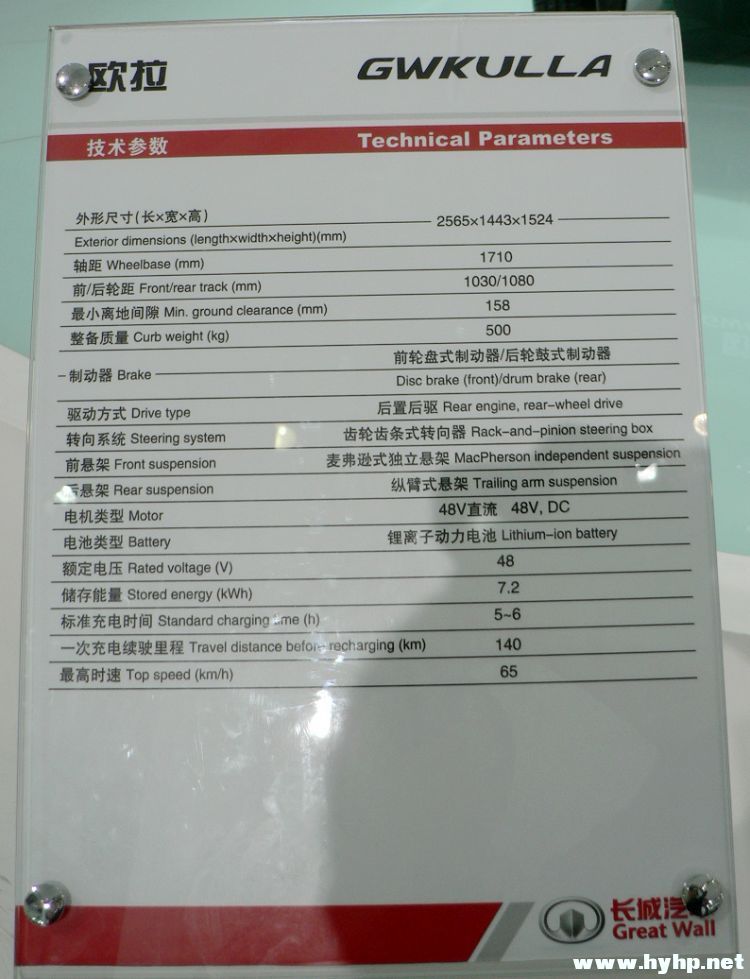 欧拉 GWKULLA
技术参数 Technical Parameters
外形尺寸(长×宽×高)
Exterior dimensions (length×width×height)(mm) 2565×1443×1524
轴距 Wheelbase (mm) 1710
前/后轮距 Front/rear track (mm) 1030/1080
最小离地间隙 Min. ground clearance (mm) 158
整备质量 Curb weight (kg) 500
前轮盘式制动器/后轮鼓式制动器
制动器 Brake
Disc brake (front)/drum brake (rear)
驱动方式 Drive type 后置后驱 Rear engine, rear-wheel drive
转向系统 Steering system 齿轮齿条式转向器 Rack-and-pinion steering box
前悬架 Front suspension 麦弗逊式独立悬架 MacPherson independent suspension
后悬架 Rear suspension 纵臂式悬架 Trailing arm suspension
电机类型 Motor 48V直流 48V, DC
电池类型 Battery 锂离子动力电池 Lithium-ion battery
额定电压 Rated voltage (V) 48
储存能量 Stored energy (kWh) 7.2
标准充电时间 Standard charging time (h) 5~6
一次充电续驶里程 Travel distance before recharging (km) 140
最高时速 Top speed (km/h) 65
长城汽车
Great Wall
www.hyhp.net